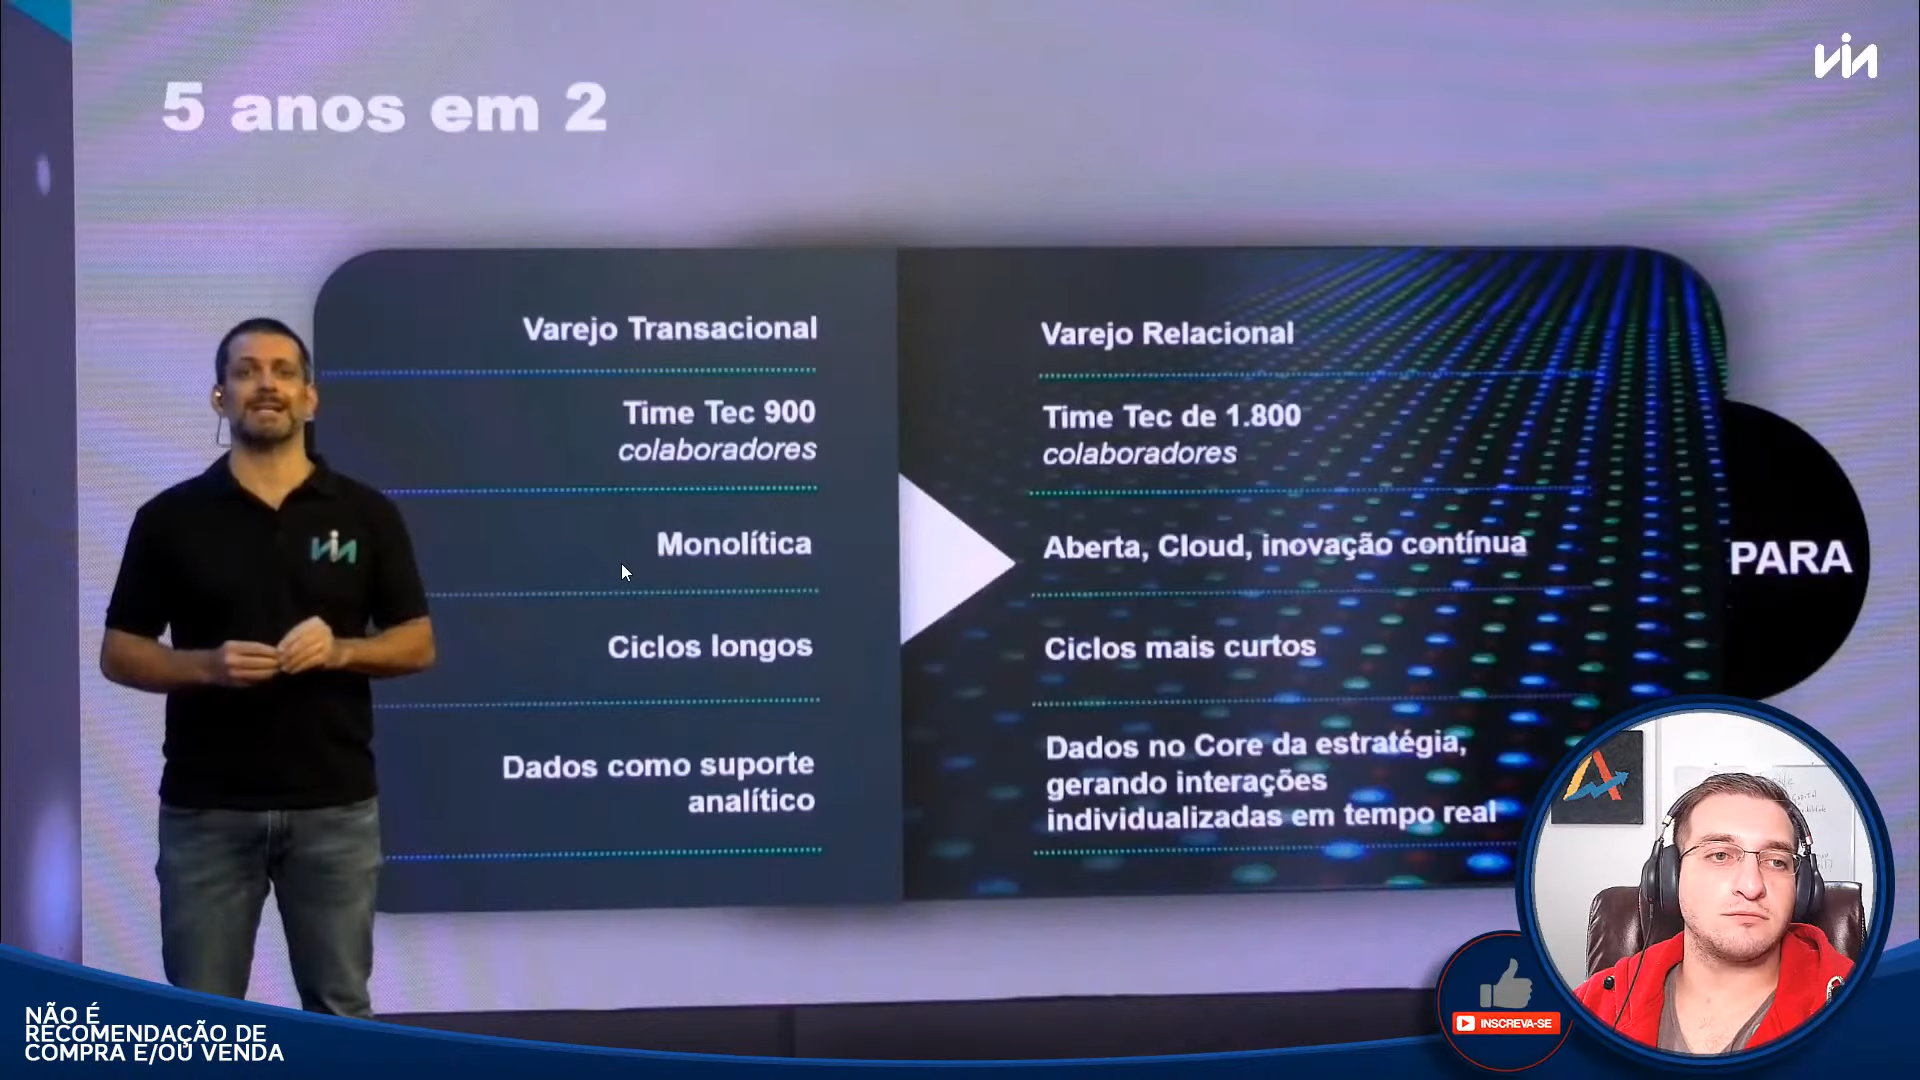 via
5 anos em 2
Varejo Transacional
Time Tec 900
colaboradores
Monolítica
Ciclos longos
Dados como suporte
analítico
Varejo Relacional
Time Tec de 1.800
colaboradores
Aberta, Cloud, inovação contínua
Ciclos mais curtos
Dados no Core da estratégia,
gerando interações
individualizadas em tempo real
PARA
via
INSCREVA-SE
NÃO É
RECOMENDAÇÃO DE
COMPRA E/OU VENDA